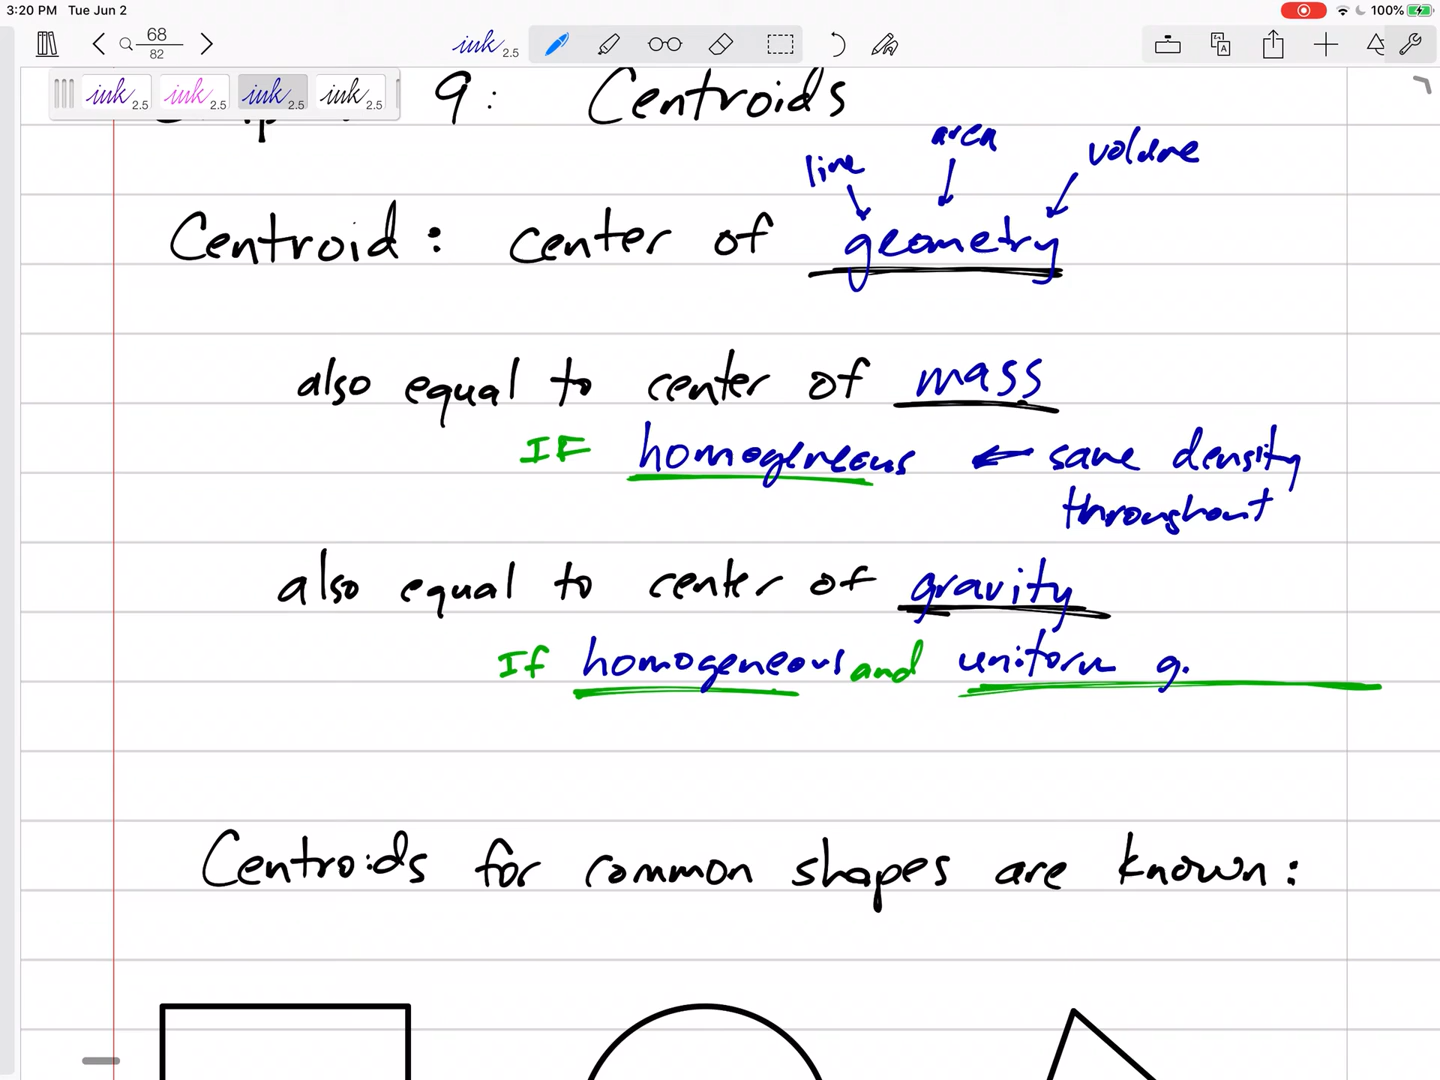 3:20 PM Tue Jun 2
100%
68
82
ink 2.5
ink 2.5 ink 2.5 ink 2.5 ink 2.5
9: Centroids
line area volume
Centroid: center of geometry
also equal to center of mass
IF homogeneous ← same density
throughout
also equal to center of gravity
If homogeneous and uniform g.
Centroids for common shapes are known: